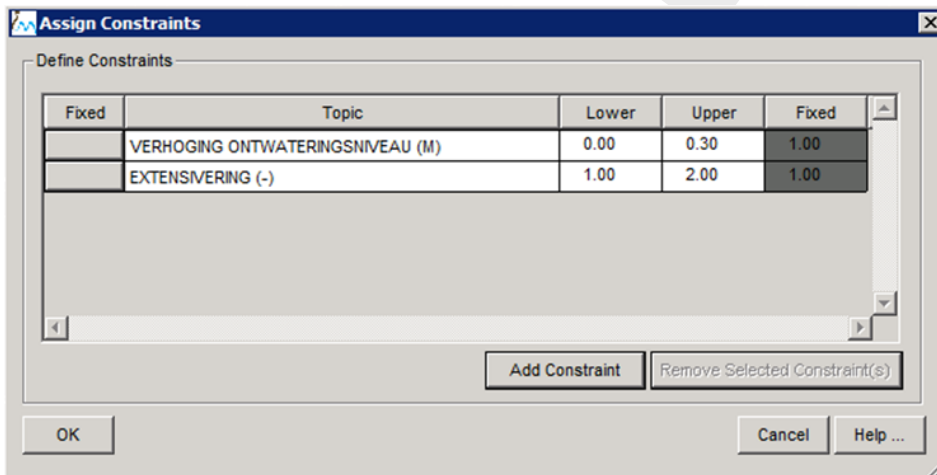 Assign Constraints
Define Constraints
Fixed Topic Lower Upper Fixed
VERHOGING ONTWATERINGSNIVEAU (M) 0.00 0.30 1.00
EXTENSIVERING (-) 1.00 2.00 1.00
Add Constraint Remove Selected Constraint(s)
OK Cancel Help ...